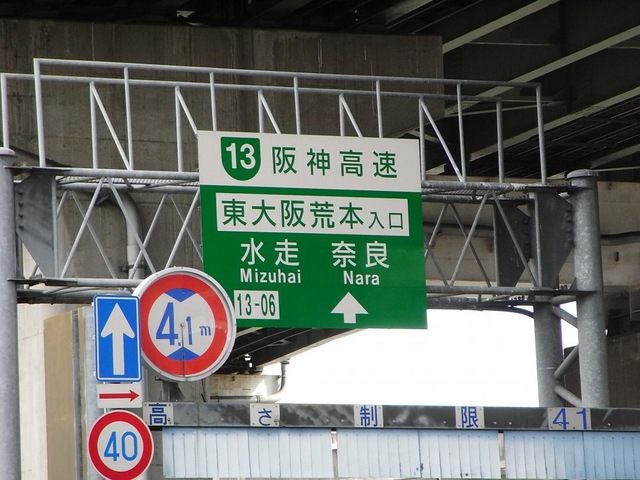 13 阪神高速
東大阪荒本入口
水走 奈良
Mizuhai Nara
13-06
4.1m
40
高さ制限 4.1